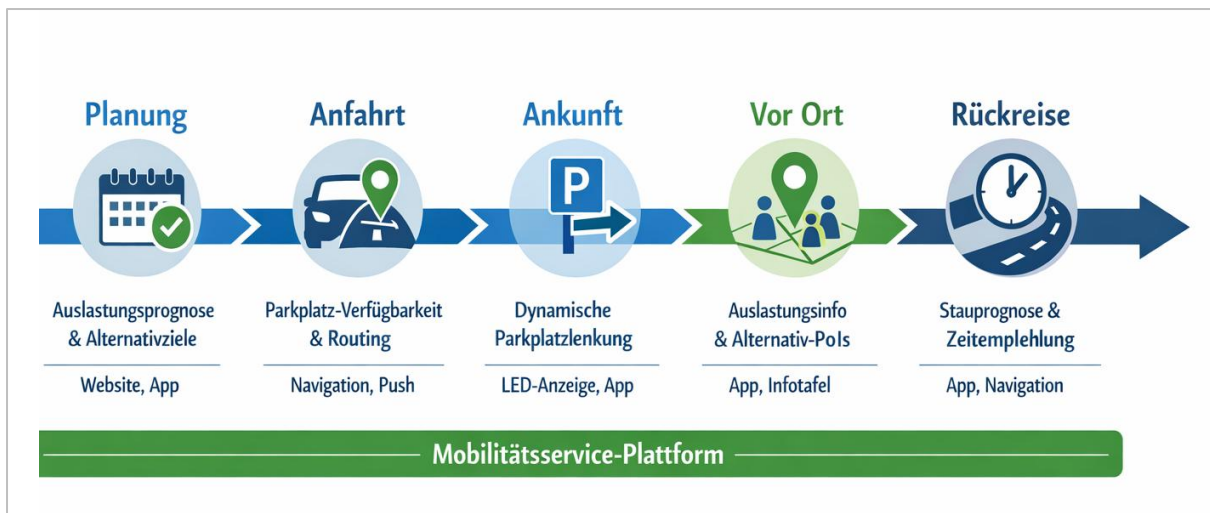 Planung
Auslastungsprognose
& Alternativziele
Website, App
Anfahrt
Parkplatz-Verfügbarkeit
& Routing
Navigation, Push
Ankunft
P
Dynamische
Parkplatzlenkung
LED-Anzeige, App
Vor Ort
Auslastungsinfo
& Alternativ-PoIs
App, Infotafel
Rückreise
Stauprognose &
Zeitemplehlung
App, Navigation
Mobilitätsservice-Plattform